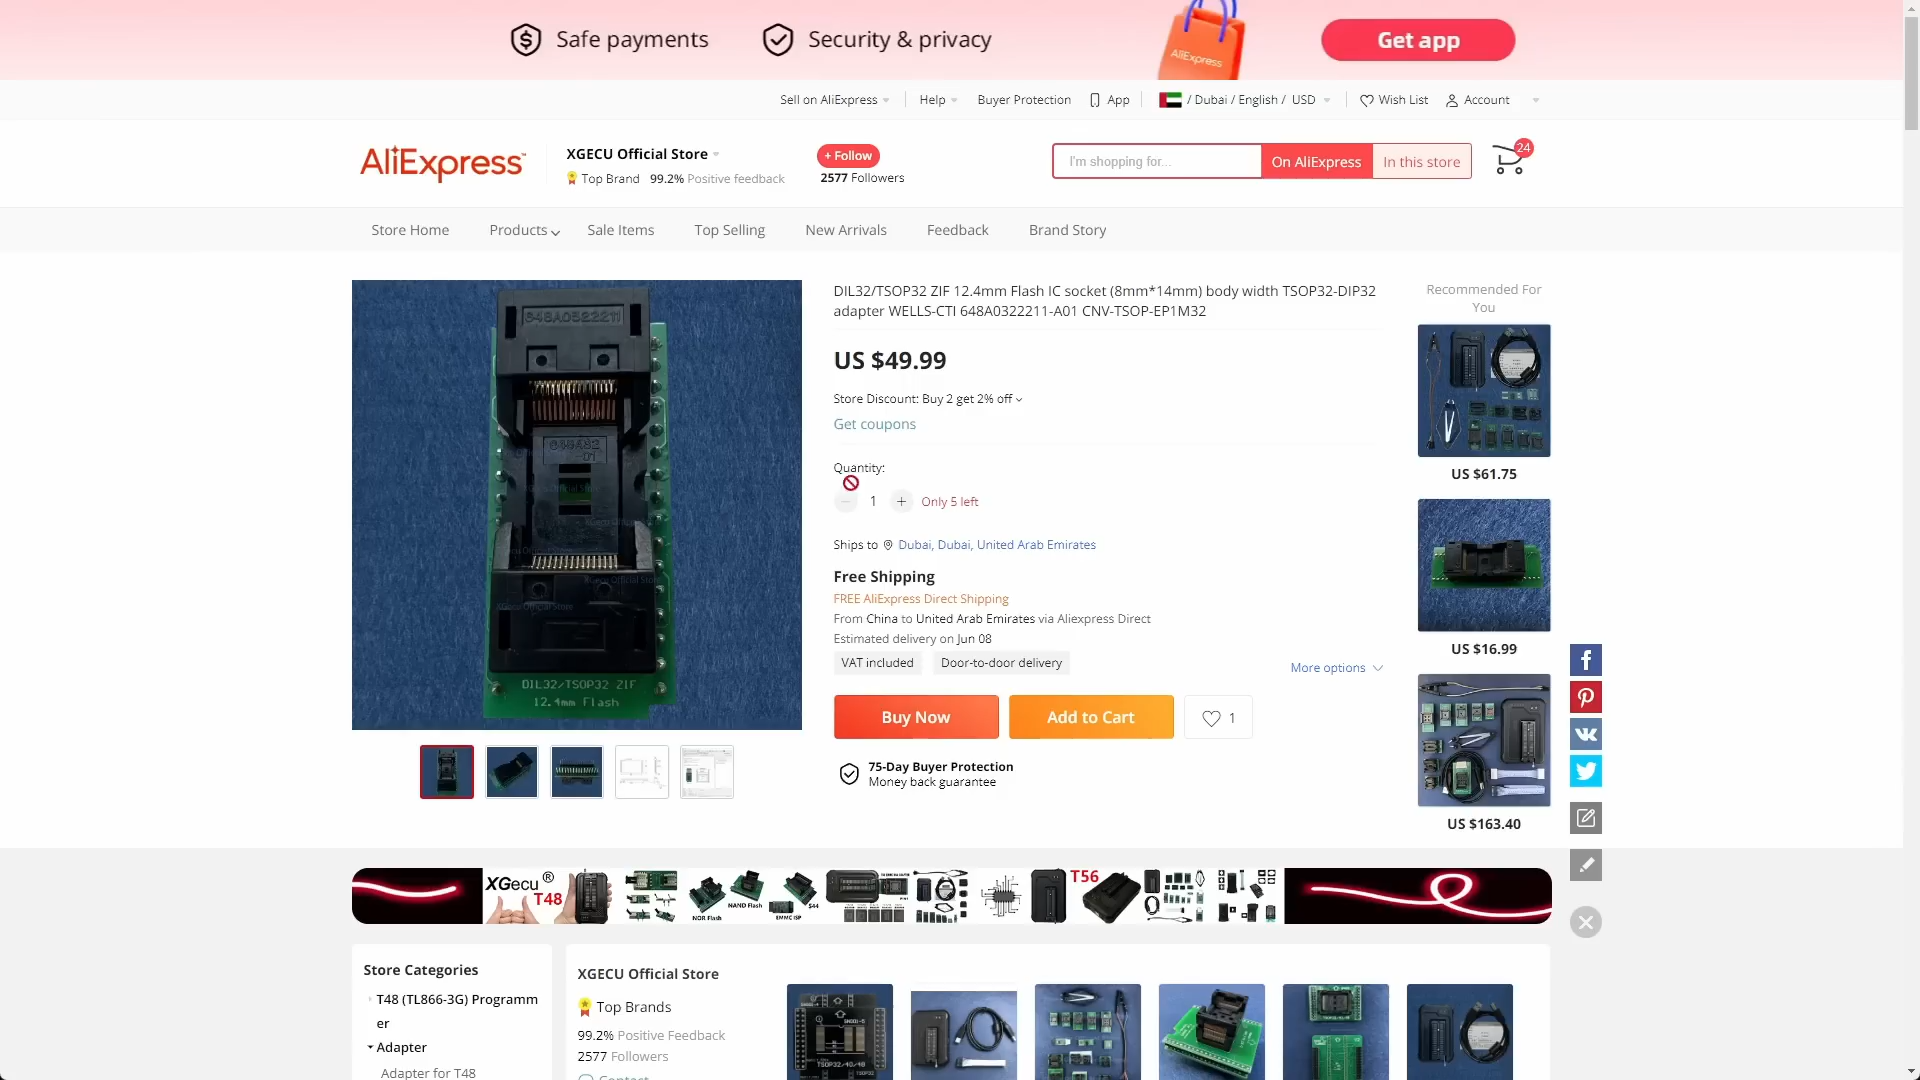 Safe payments
Security & privacy
AliExpress
Get app
Sell on AliExpress
Help
Buyer Protection
App
/ Dubai / English / USD
Wish List
Account
AliExpress
XGECU Official Store
Top Brand 99.2% Positive feedback
+ Follow
2577 Followers
I'm shopping for...
On AliExpress
In this store
24
Store Home
Products
Sale Items
Top Selling
New Arrivals
Feedback
Brand Story
DIL32/TSOP32 ZIF
12.4mm Flash
DIL32/TSOP32 ZIF 12.4mm Flash IC socket (8mm*14mm) body width TSOP32-DIP32
adapter WELLS-CTI 648A0322211-A01 CNV-TSOP-EP1M32
US $49.99
Store Discount: Buy 2 get 2% off
Get coupons
Quantity:
1
+
Only 5 left
Ships to Dubai, Dubai, United Arab Emirates
Free Shipping
FREE AliExpress Direct Shipping
From China to United Arab Emirates via Aliexpress Direct
Estimated delivery on Jun 08
VAT included
Door-to-door delivery
More options
Buy Now
Add to Cart
1
75-Day Buyer Protection
Money back guarantee
Recommended For
You
US $61.75
US $16.99
US $163.40
XGecu ®
T48
NOR Flash
NAND Flash
EMMC ISP
T56
Store Categories
T48 (TL866-3G) Programm
er
Adapter
Adapter for T48
XGECU Official Store
Top Brands
99.2% Positive Feedback
2577 Followers
Contact